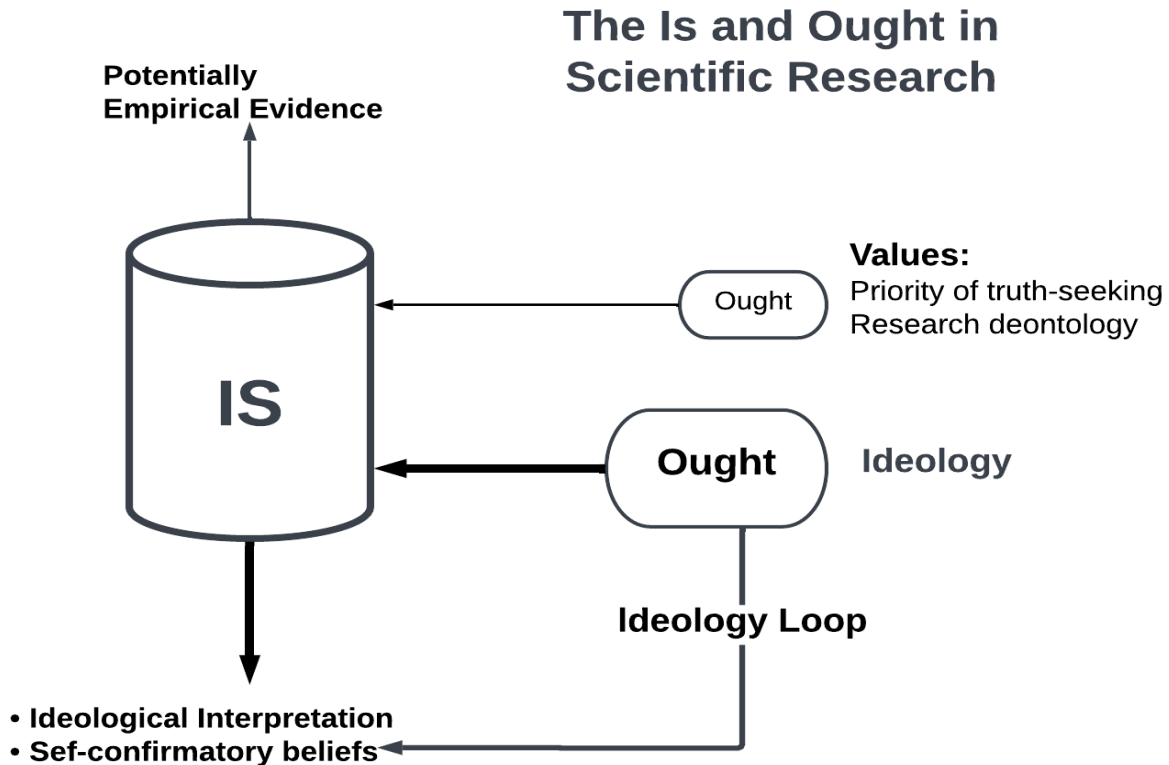 The Is and Ought in
Scientific Research
Potentially
Empirical Evidence
Values:
Ought
Priority of truth-seeking
Research deontology
IS
Ought
Ideology
Ideology Loop
• Ideological Interpretation
• Sef-confirmatory beliefs